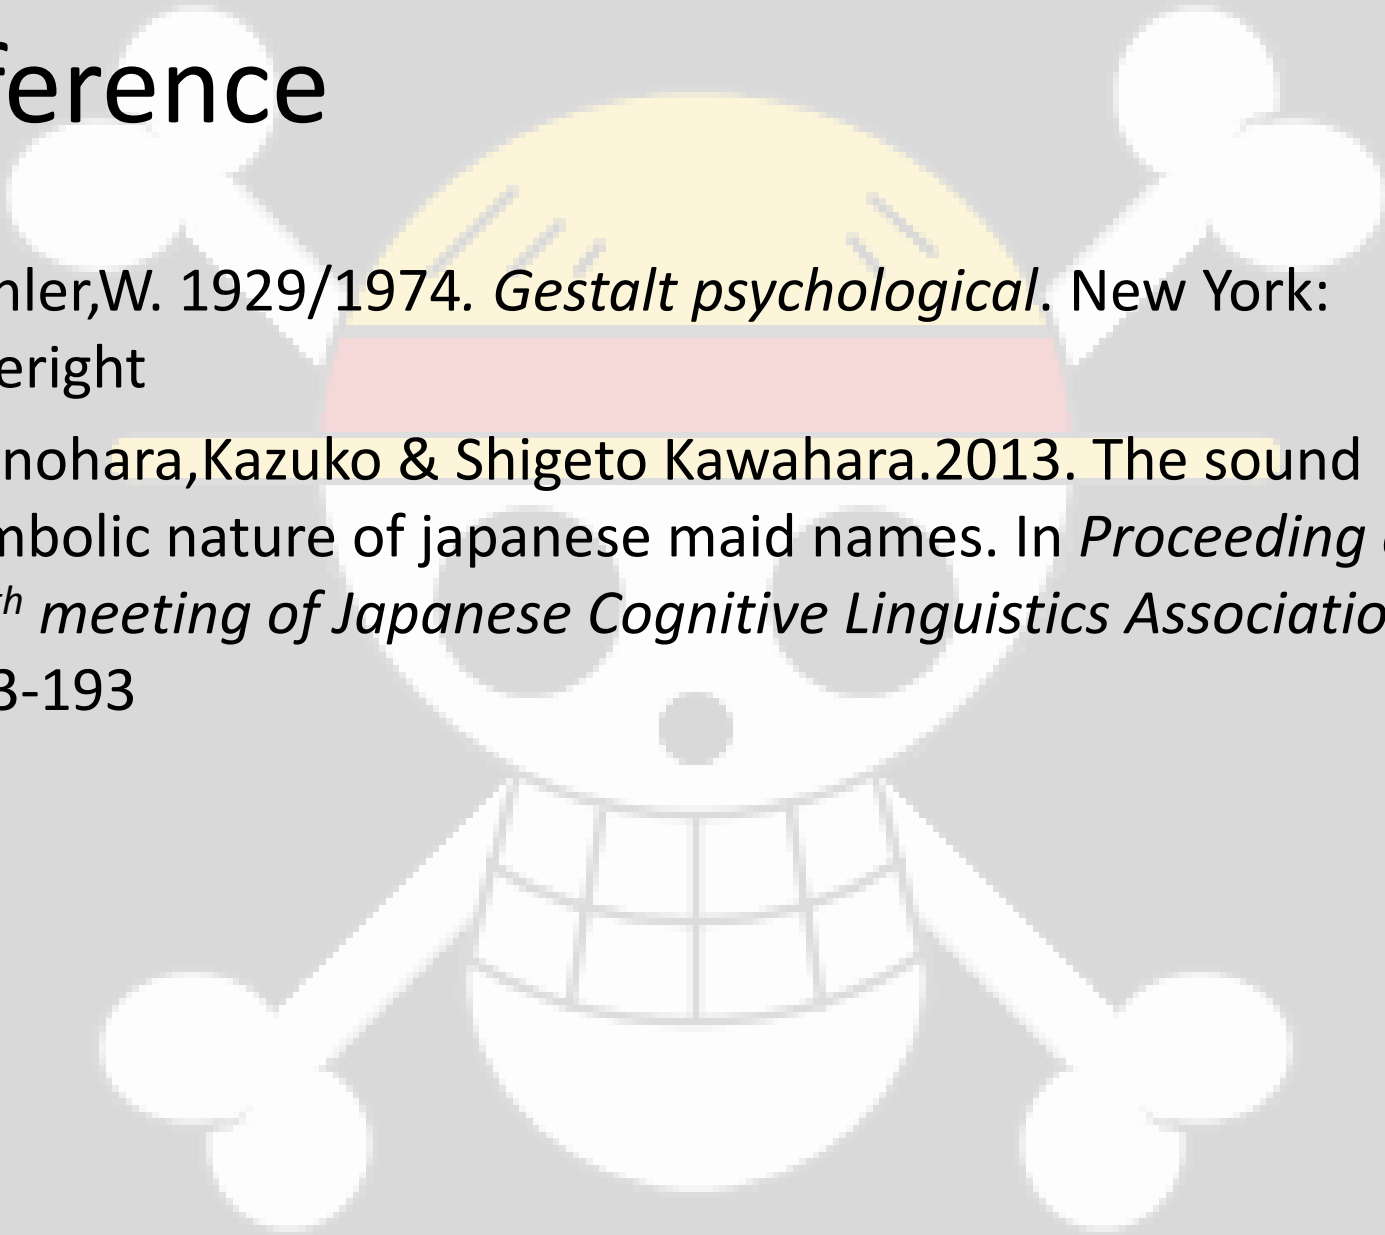 ference
hler,W. 1929/1974. Gestalt psychological. New York:
eright
nohara,Kazuko & Shigeto Kawahara.2013. The sound
mbolic nature of japanese maid names. In Proceeding
th meeting of Japanese Cognitive Linguistics Associatio
3-193